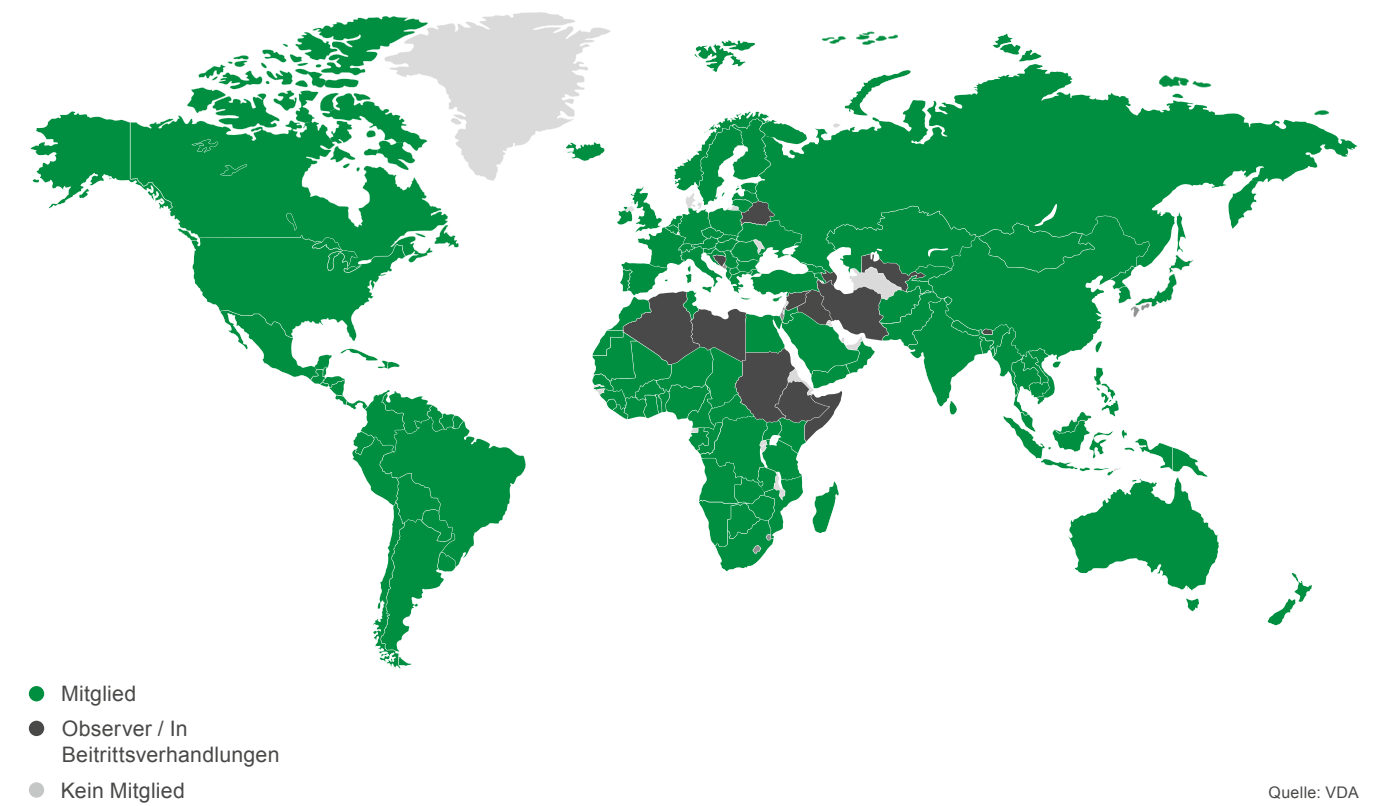 Mitglied
Observer / In
Beitrittsverhandlungen
Kein Mitglied
Quelle: VDA